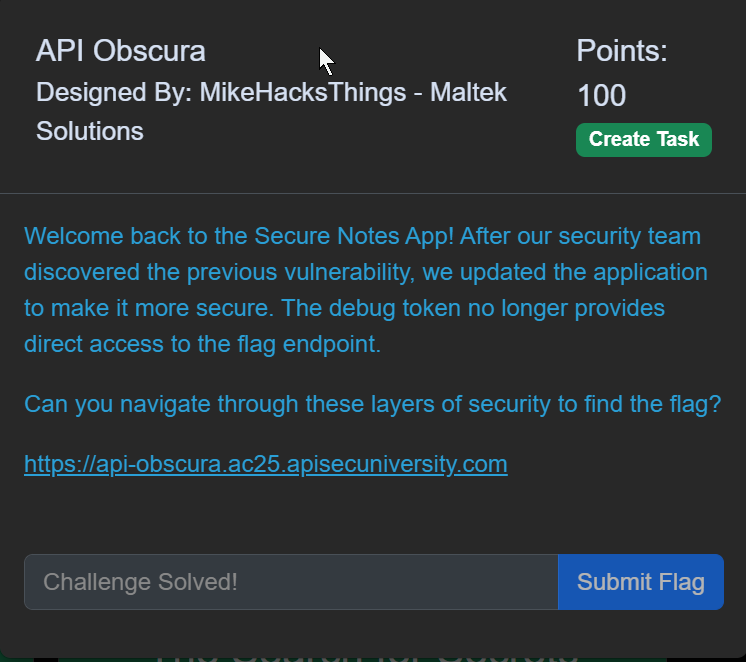 API Obscura
Designed By: MikeHacksThings - Maltek
Solutions
Points:
100
Create Task
Welcome back to the Secure Notes App! After our security team
discovered the previous vulnerability, we updated the application
to make it more secure. The debug token no longer provides
direct access to the flag endpoint.
Can you navigate through these layers of security to find the flag?
https://api-obscura.ac25.apisecuniversity.com
Challenge Solved!
Submit Flag